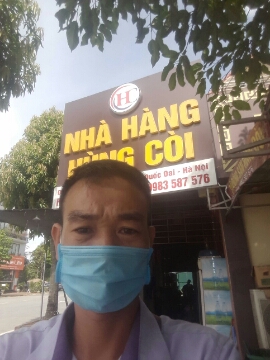 H
NHÀ HÀNG
HÙNG CÒI
Quốc Oai - Hà Nội
0983 587 576